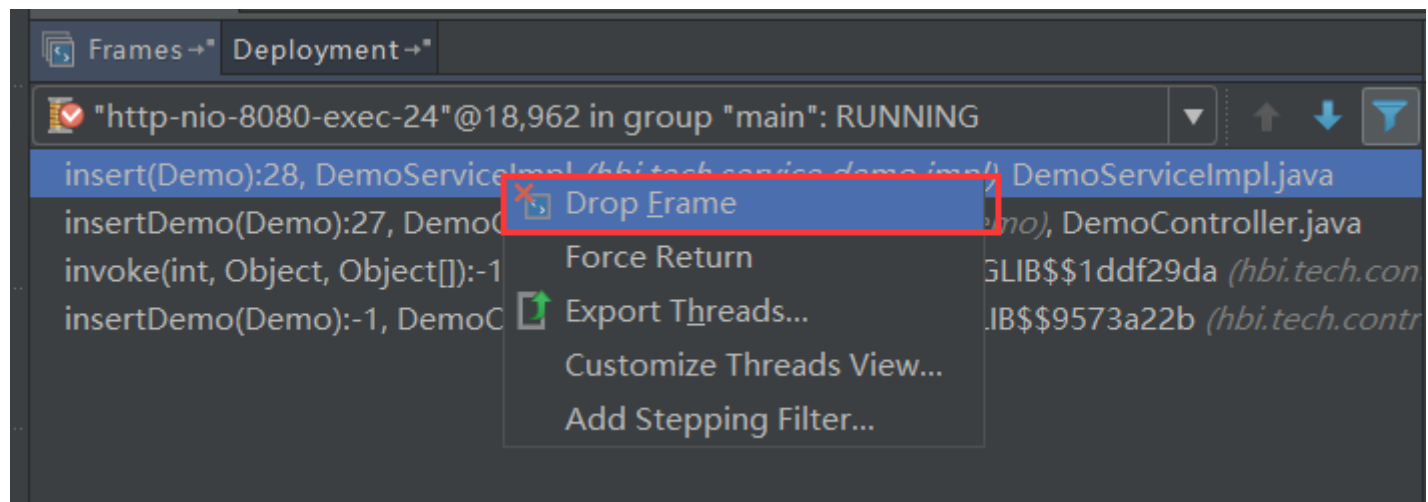 Frames Deployment
"http-nio-8080-exec-24"@18,962 in group "main": RUNNING
insert(Demo):28, DemoServiceImpl (hbi.tech.service.demo.impl), DemoServiceImpl.java
Drop Frame
insertDemo(Demo):27, DemoC emo), DemoController.java
Force Return
invoke(int, Object, Object[]):-1 GLIB$$1ddf29da (hbi.tech.con
Export Threads...
insertDemo(Demo):-1, DemoC LIB$$9573a22b (hbi.tech.contr
Customize Threads View...
Add Stepping Filter...